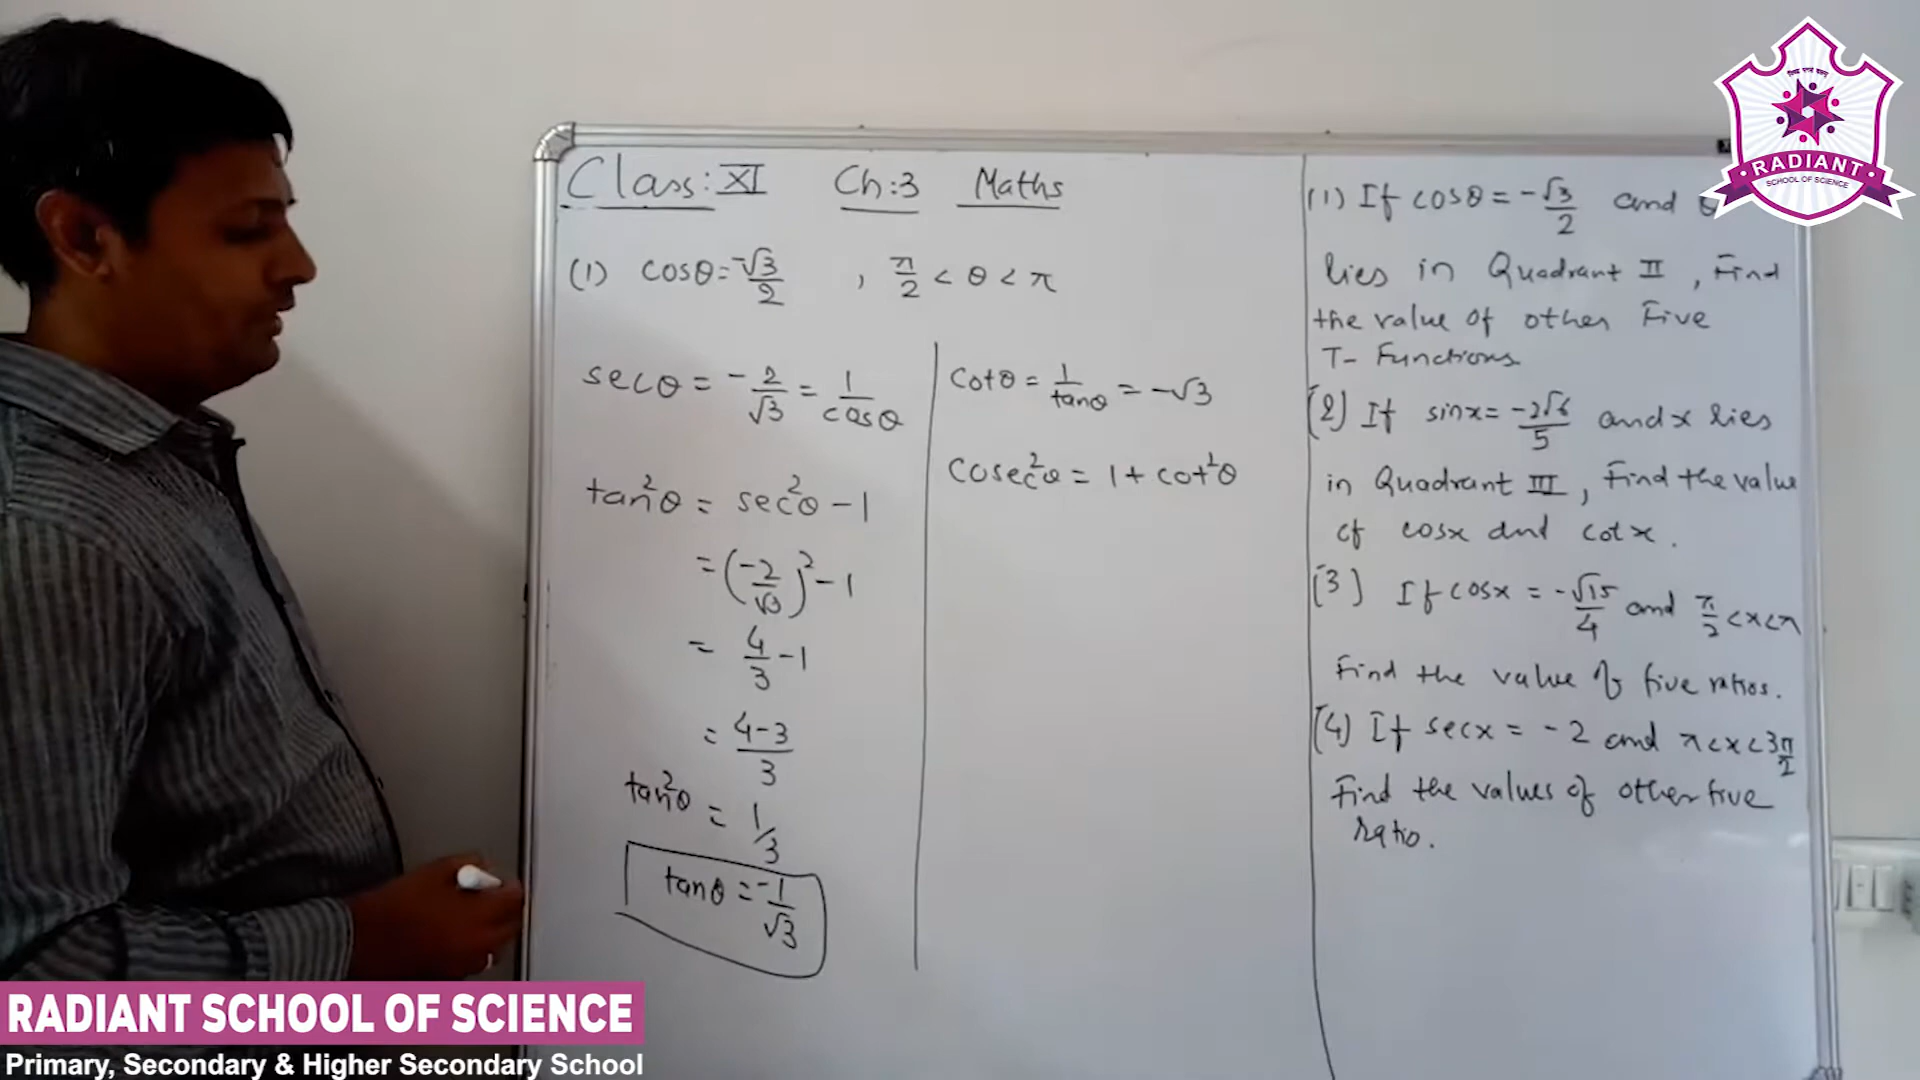 Class: XI Ch:3 Maths
(1) cosθ = -√3/2 , π/2 < θ < π
secθ = -2/√3 = 1/cosθ
tan²θ = sec²θ - 1
= (-2/√3)² - 1
= 4/3 - 1
= 4-3/3
tan²θ = 1/3
tanθ = -1/√3
cotθ = 1/tanθ = -√3
cosec²θ = 1 + cot²θ
(1) If cosθ = -√3/2 and θ
lies in Quadrant II , Find
the value of other Five
T- Functions
(2) If sinx = -2√6/5 and x lies
in Quadrant III , Find the value
of cosx and cotx .
(3) If cosx = -√15/4 and π/2 < x < π
Find the value of five ratios.
(4) If secx = -2 and π < x < 3π/2
Find the values of other five
ratio.
RADIANT
SCHOOL OF SCIENCE
RADIANT SCHOOL OF SCIENCE
Primary, Secondary & Higher Secondary School